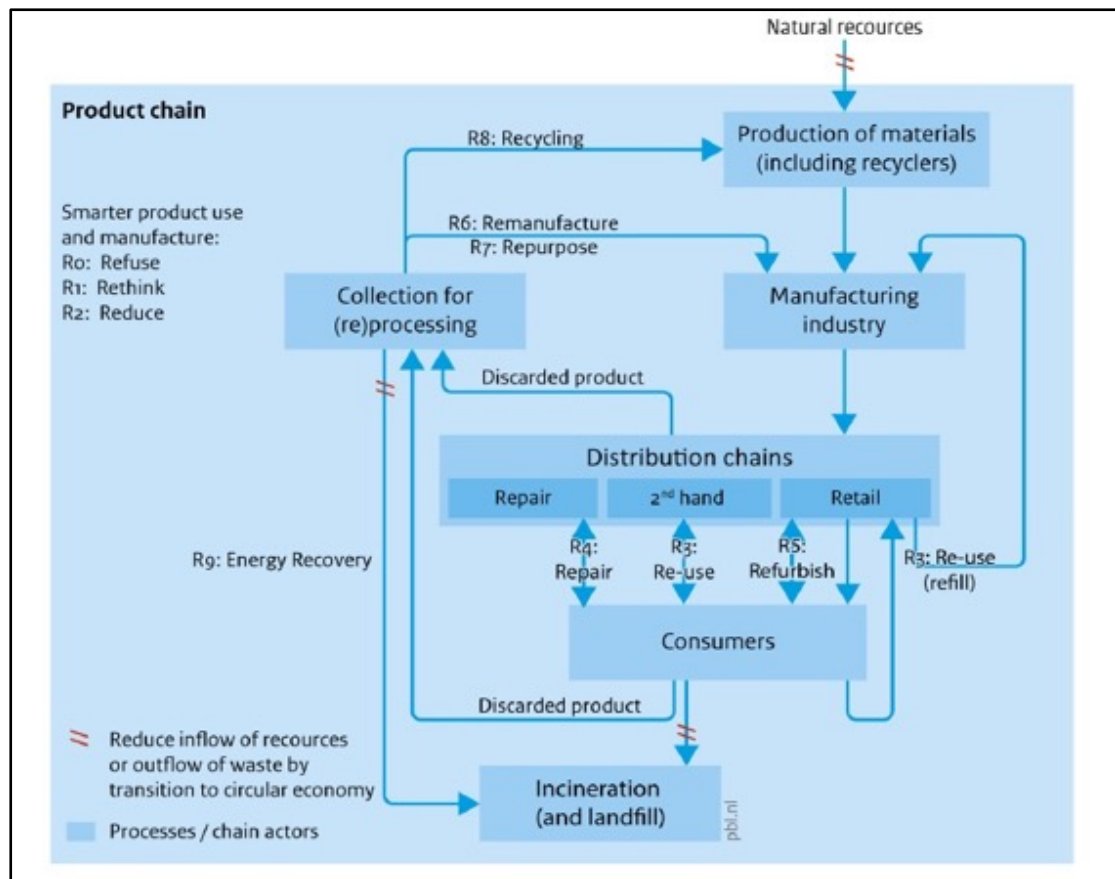 Natural recources
Product chain
Production of materials
(including recyclers)
R8: Recycling
Smarter product use
and manufacture:
R0: Refuse
R1: Rethink
R2: Reduce
R6: Remanufacture
R7: Repurpose
Collection for
(re)processing
Manufacturing
industry
Discarded product
Distribution chains
Repair
2nd hand
Retail
R9: Energy Recovery
R4:
Repair
R3:
Re-use
R5:
Refurbish
R3: Re-use
(refill)
Consumers
Discarded product
Reduce inflow of recources
or outflow of waste by
transition to circular economy
Incineration
(and landfill)
pbl.nl
Processes / chain actors